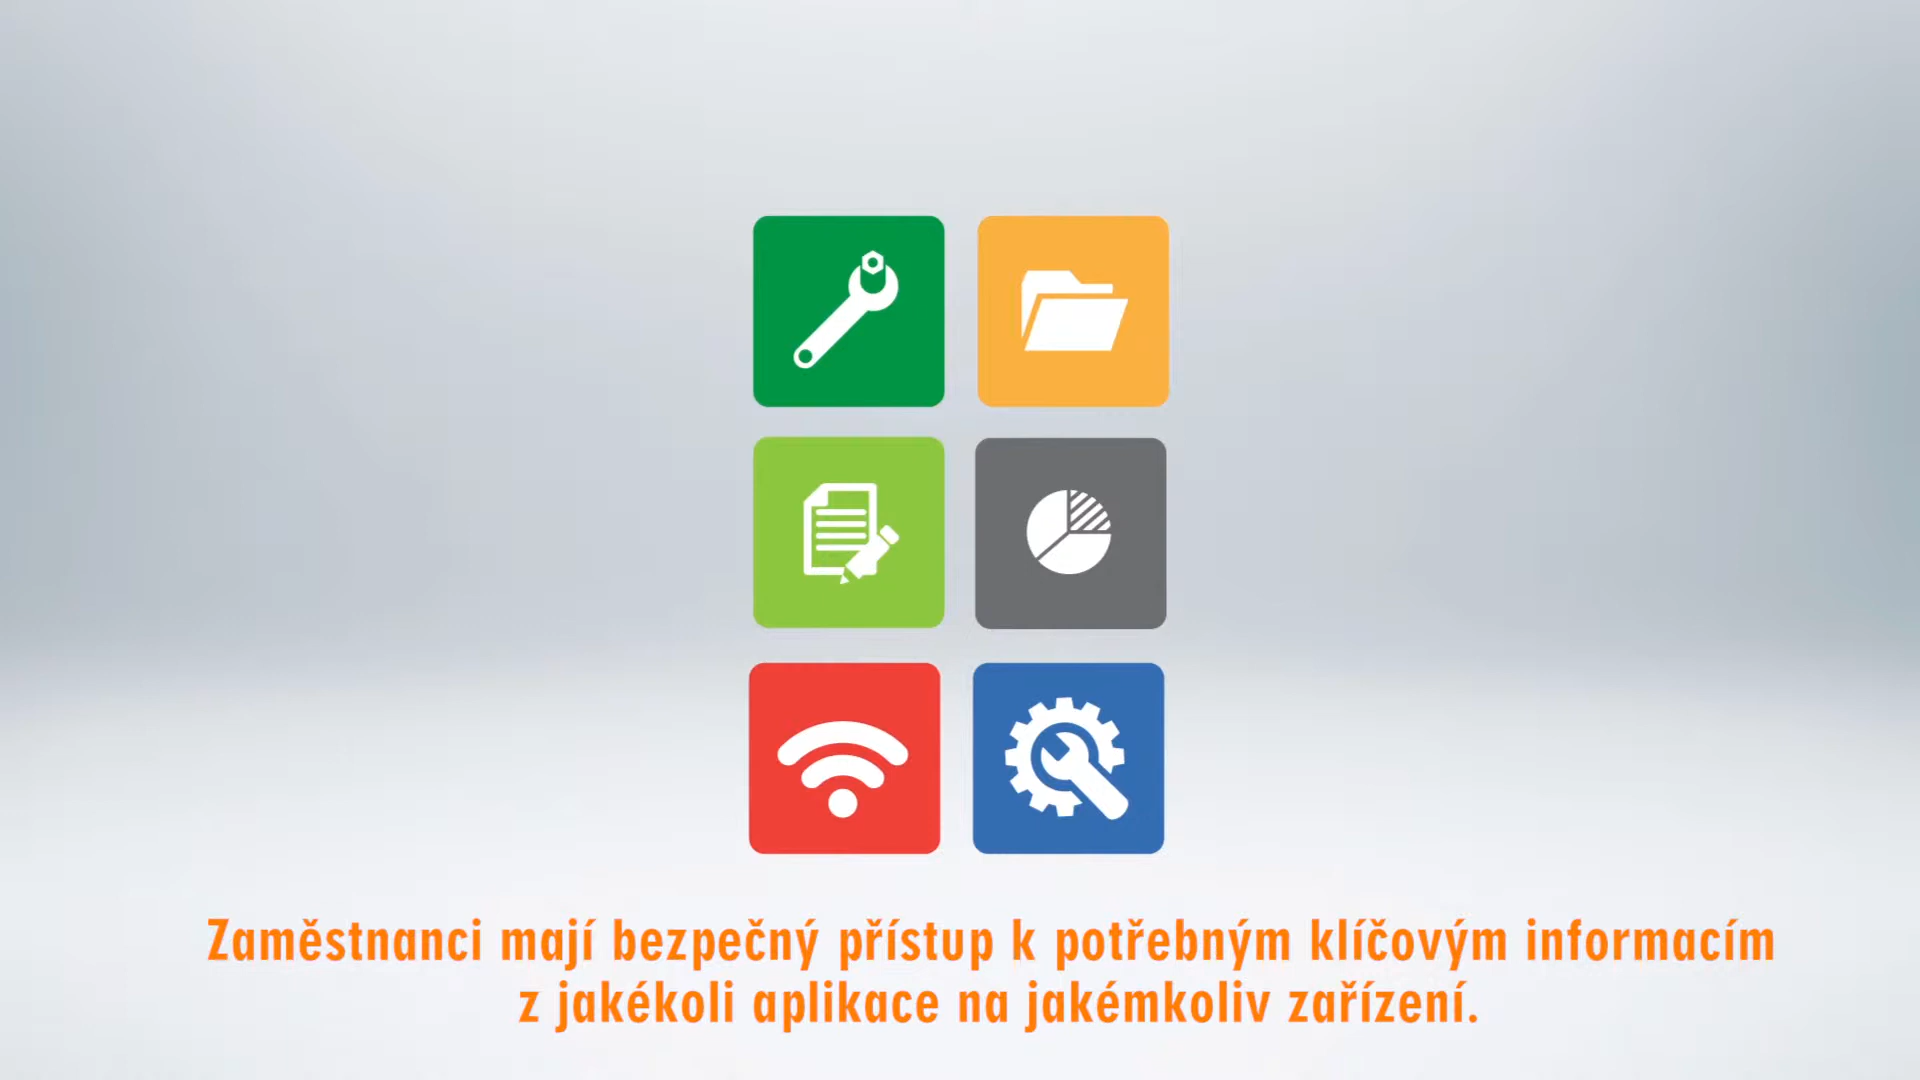 Zaměstnanci mají bezpečný přístup k potřebným klíčovým informacím
z jakékoli aplikace na jakémkoliv zařízení.